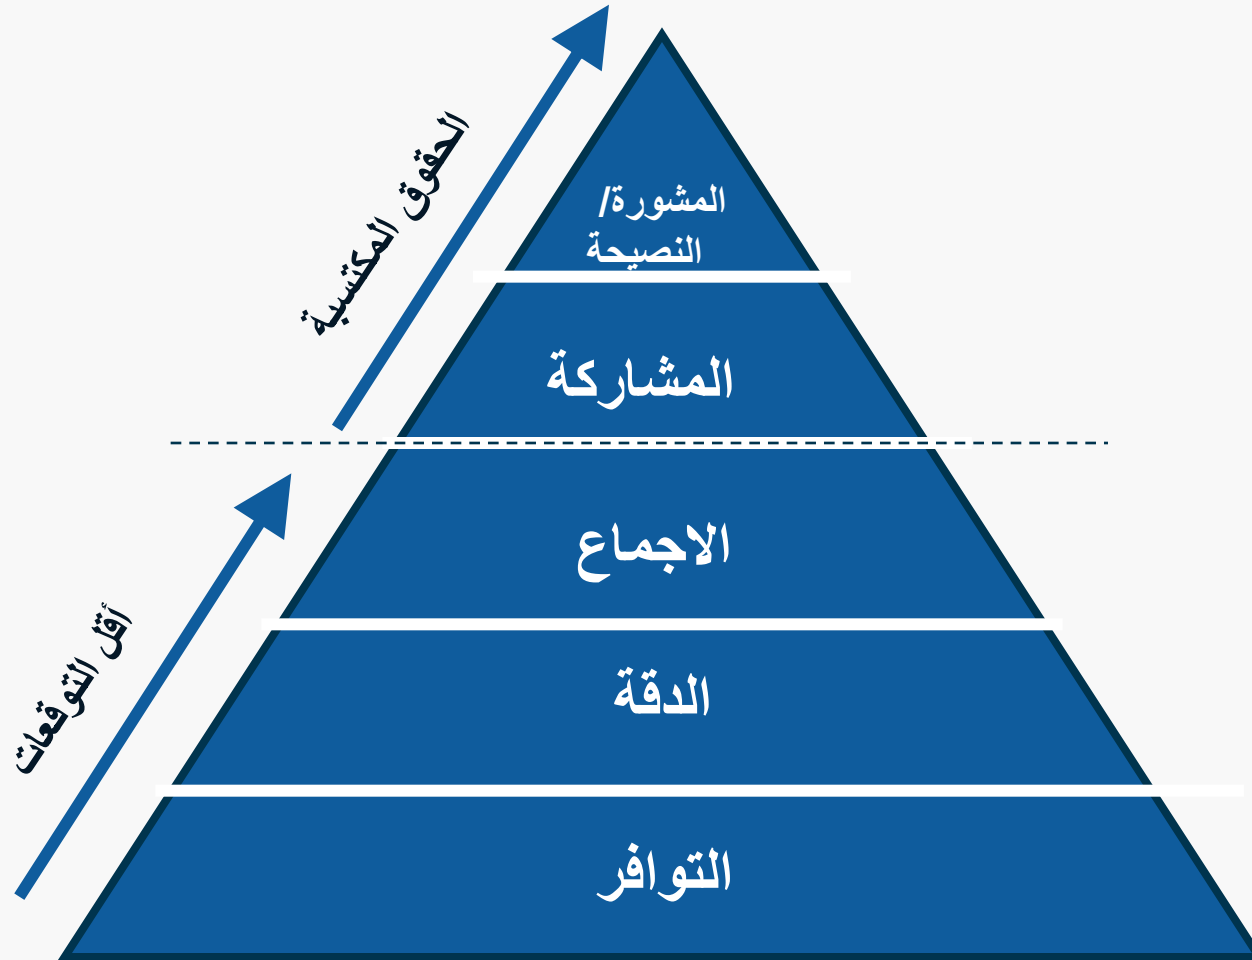 الحقوق المكتسبة
المشورة/
النصيحة
المشاركة
أقل التوقعات
الاجماع
الدقة
التوافر